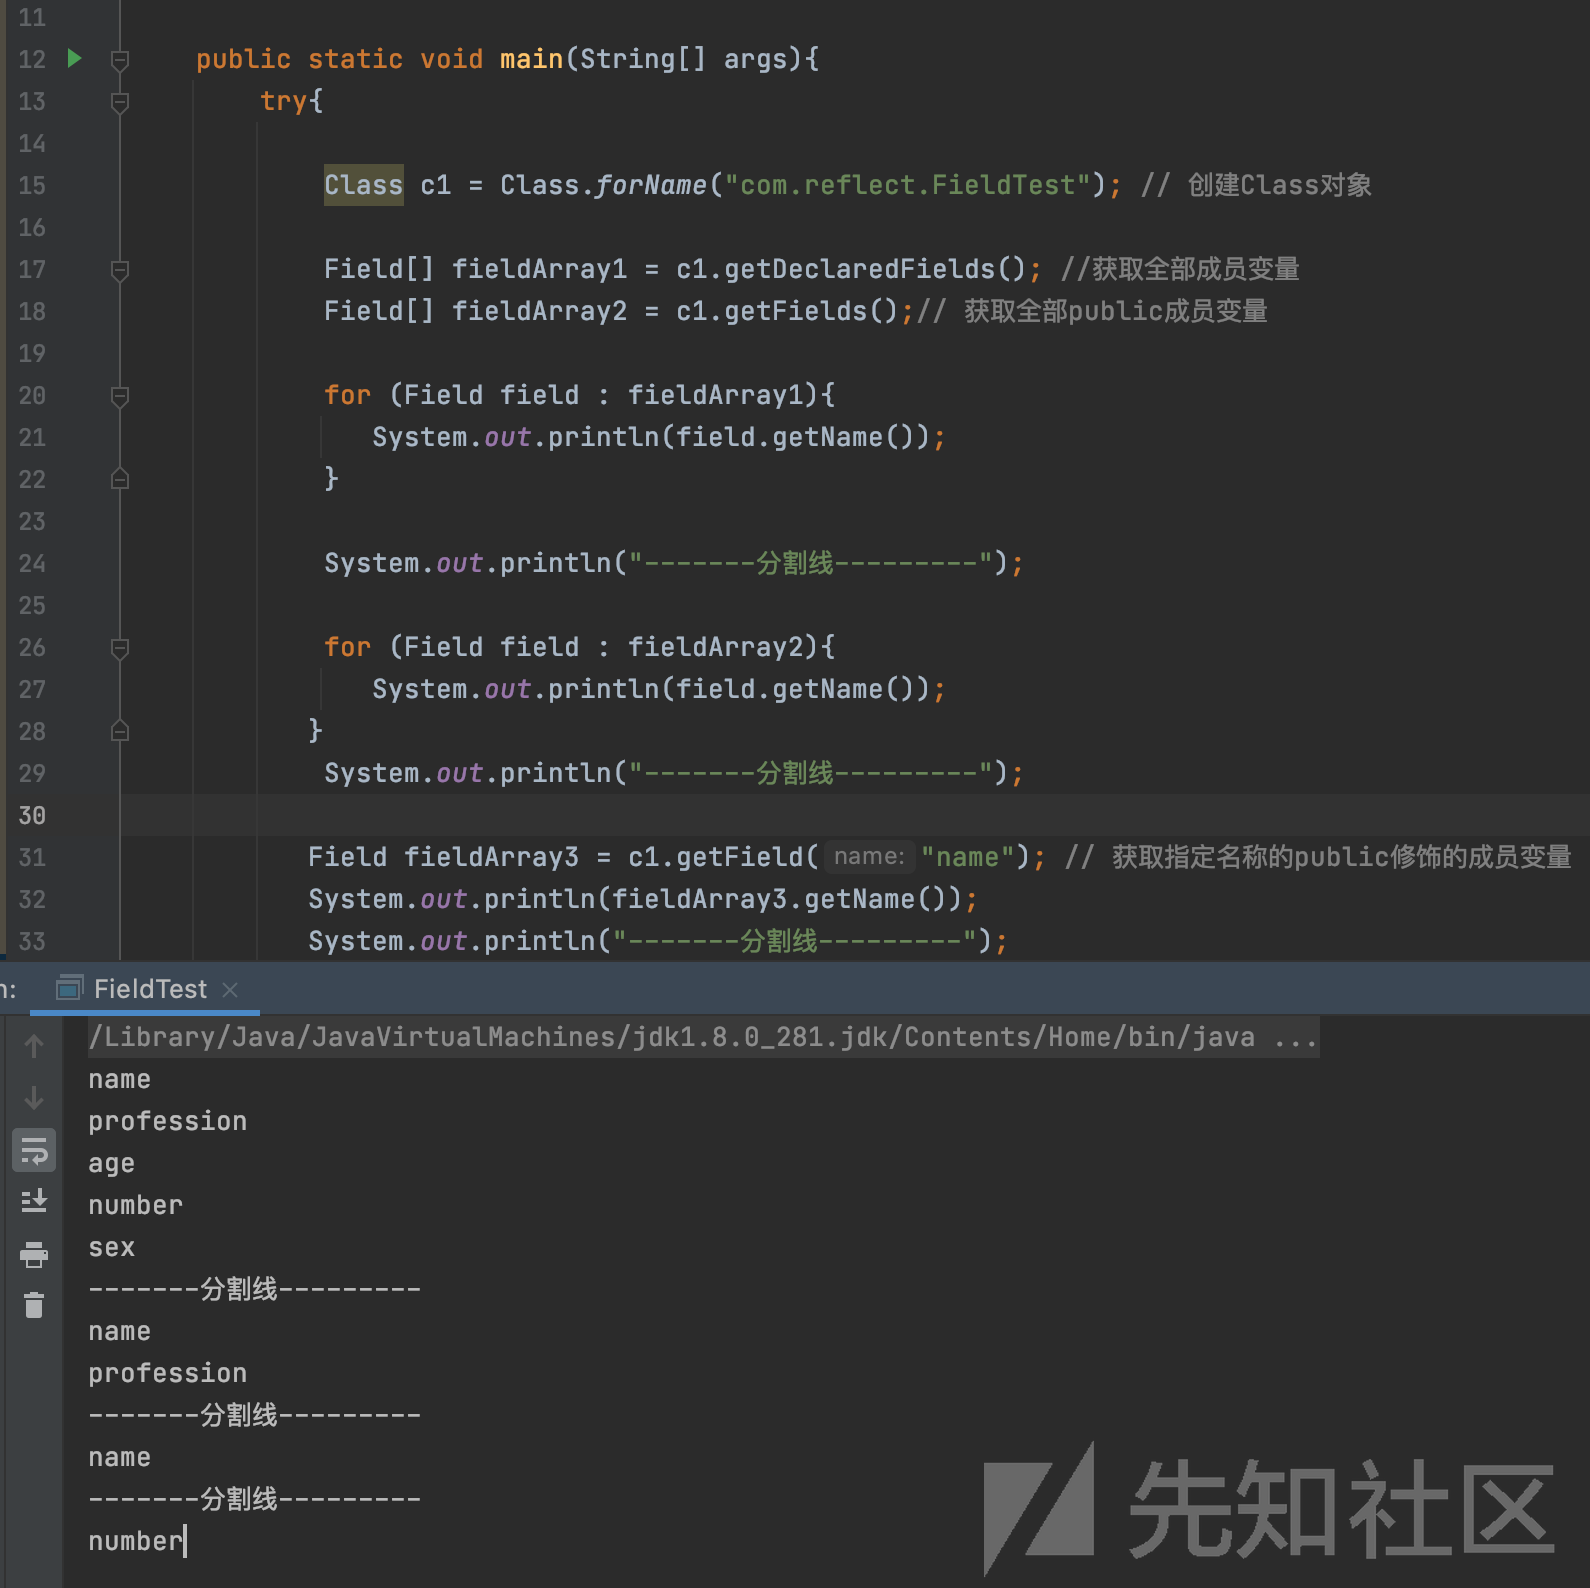 11
12 public static void main(String[] args){
13 try{
14
15 Class c1 = Class.forName("com.reflect.FieldTest"); // 创建Class对象
16
17 Field[] fieldArray1 = c1.getDeclaredFields(); //获取全部成员变量
18 Field[] fieldArray2 = c1.getFields();// 获取全部public成员变量
19
20 for (Field field : fieldArray1){
21 System.out.println(field.getName());
22 }
23
24 System.out.println("-------分割线---------");
25
26 for (Field field : fieldArray2){
27 System.out.println(field.getName());
28 }
29 System.out.println("-------分割线---------");
30
31 Field fieldArray3 = c1.getField( name: "name"); // 获取指定名称的public修饰的成员变量
32 System.out.println(fieldArray3.getName());
33 System.out.println("-------分割线---------");
n: FieldTest
/Library/Java/JavaVirtualMachines/jdk1.8.0_281.jdk/Contents/Home/bin/java ...
name
profession
age
number
sex
-------分割线---------
name
profession
-------分割线---------
name
-------分割线---------
number
先知社区